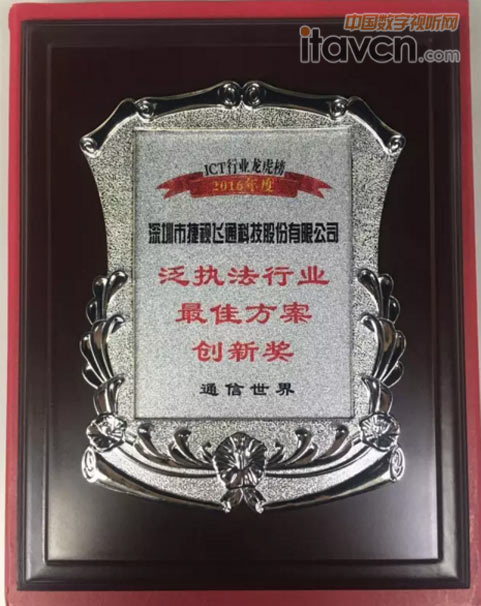 中国数字视听网
itavcn.com
ICT行业龙虎榜
2016年度
深圳市捷视飞通科技股份有限公司
泛执法行业
最佳方案
创新奖
通信世界